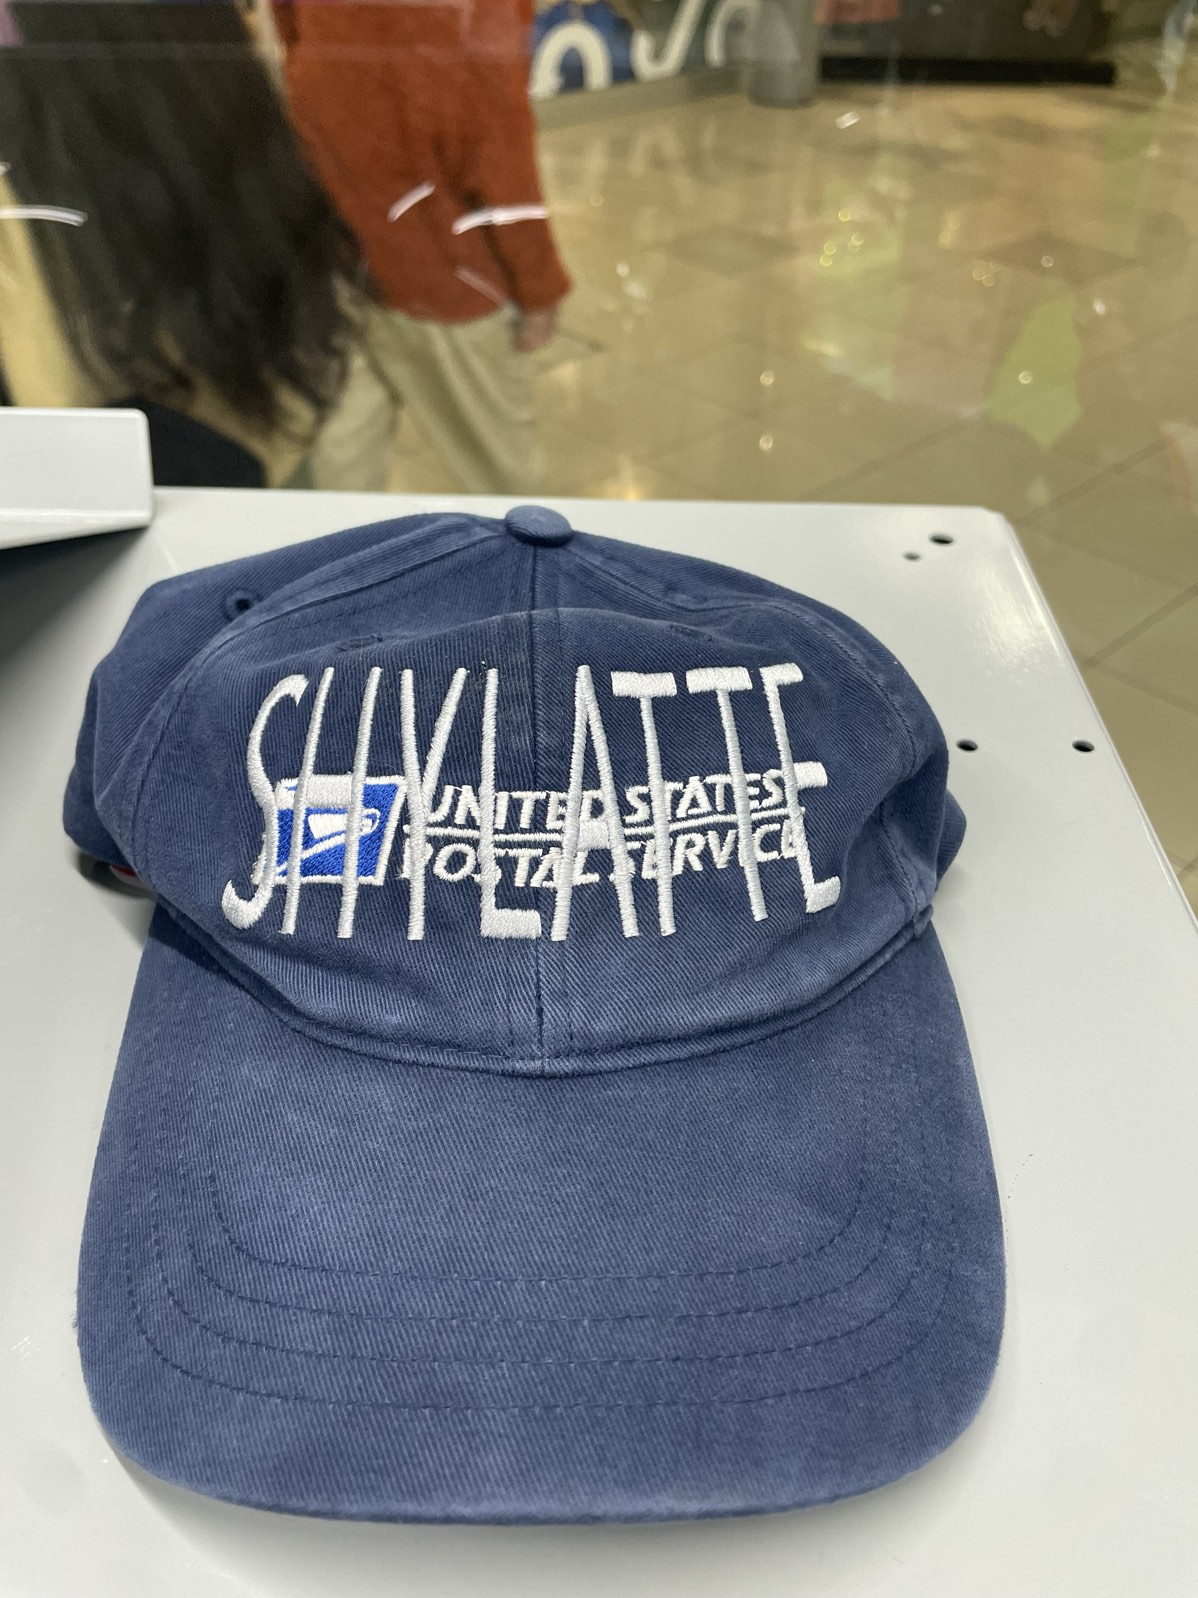 SHYLATTE
UNITED STATES
POSTAL SERVICE